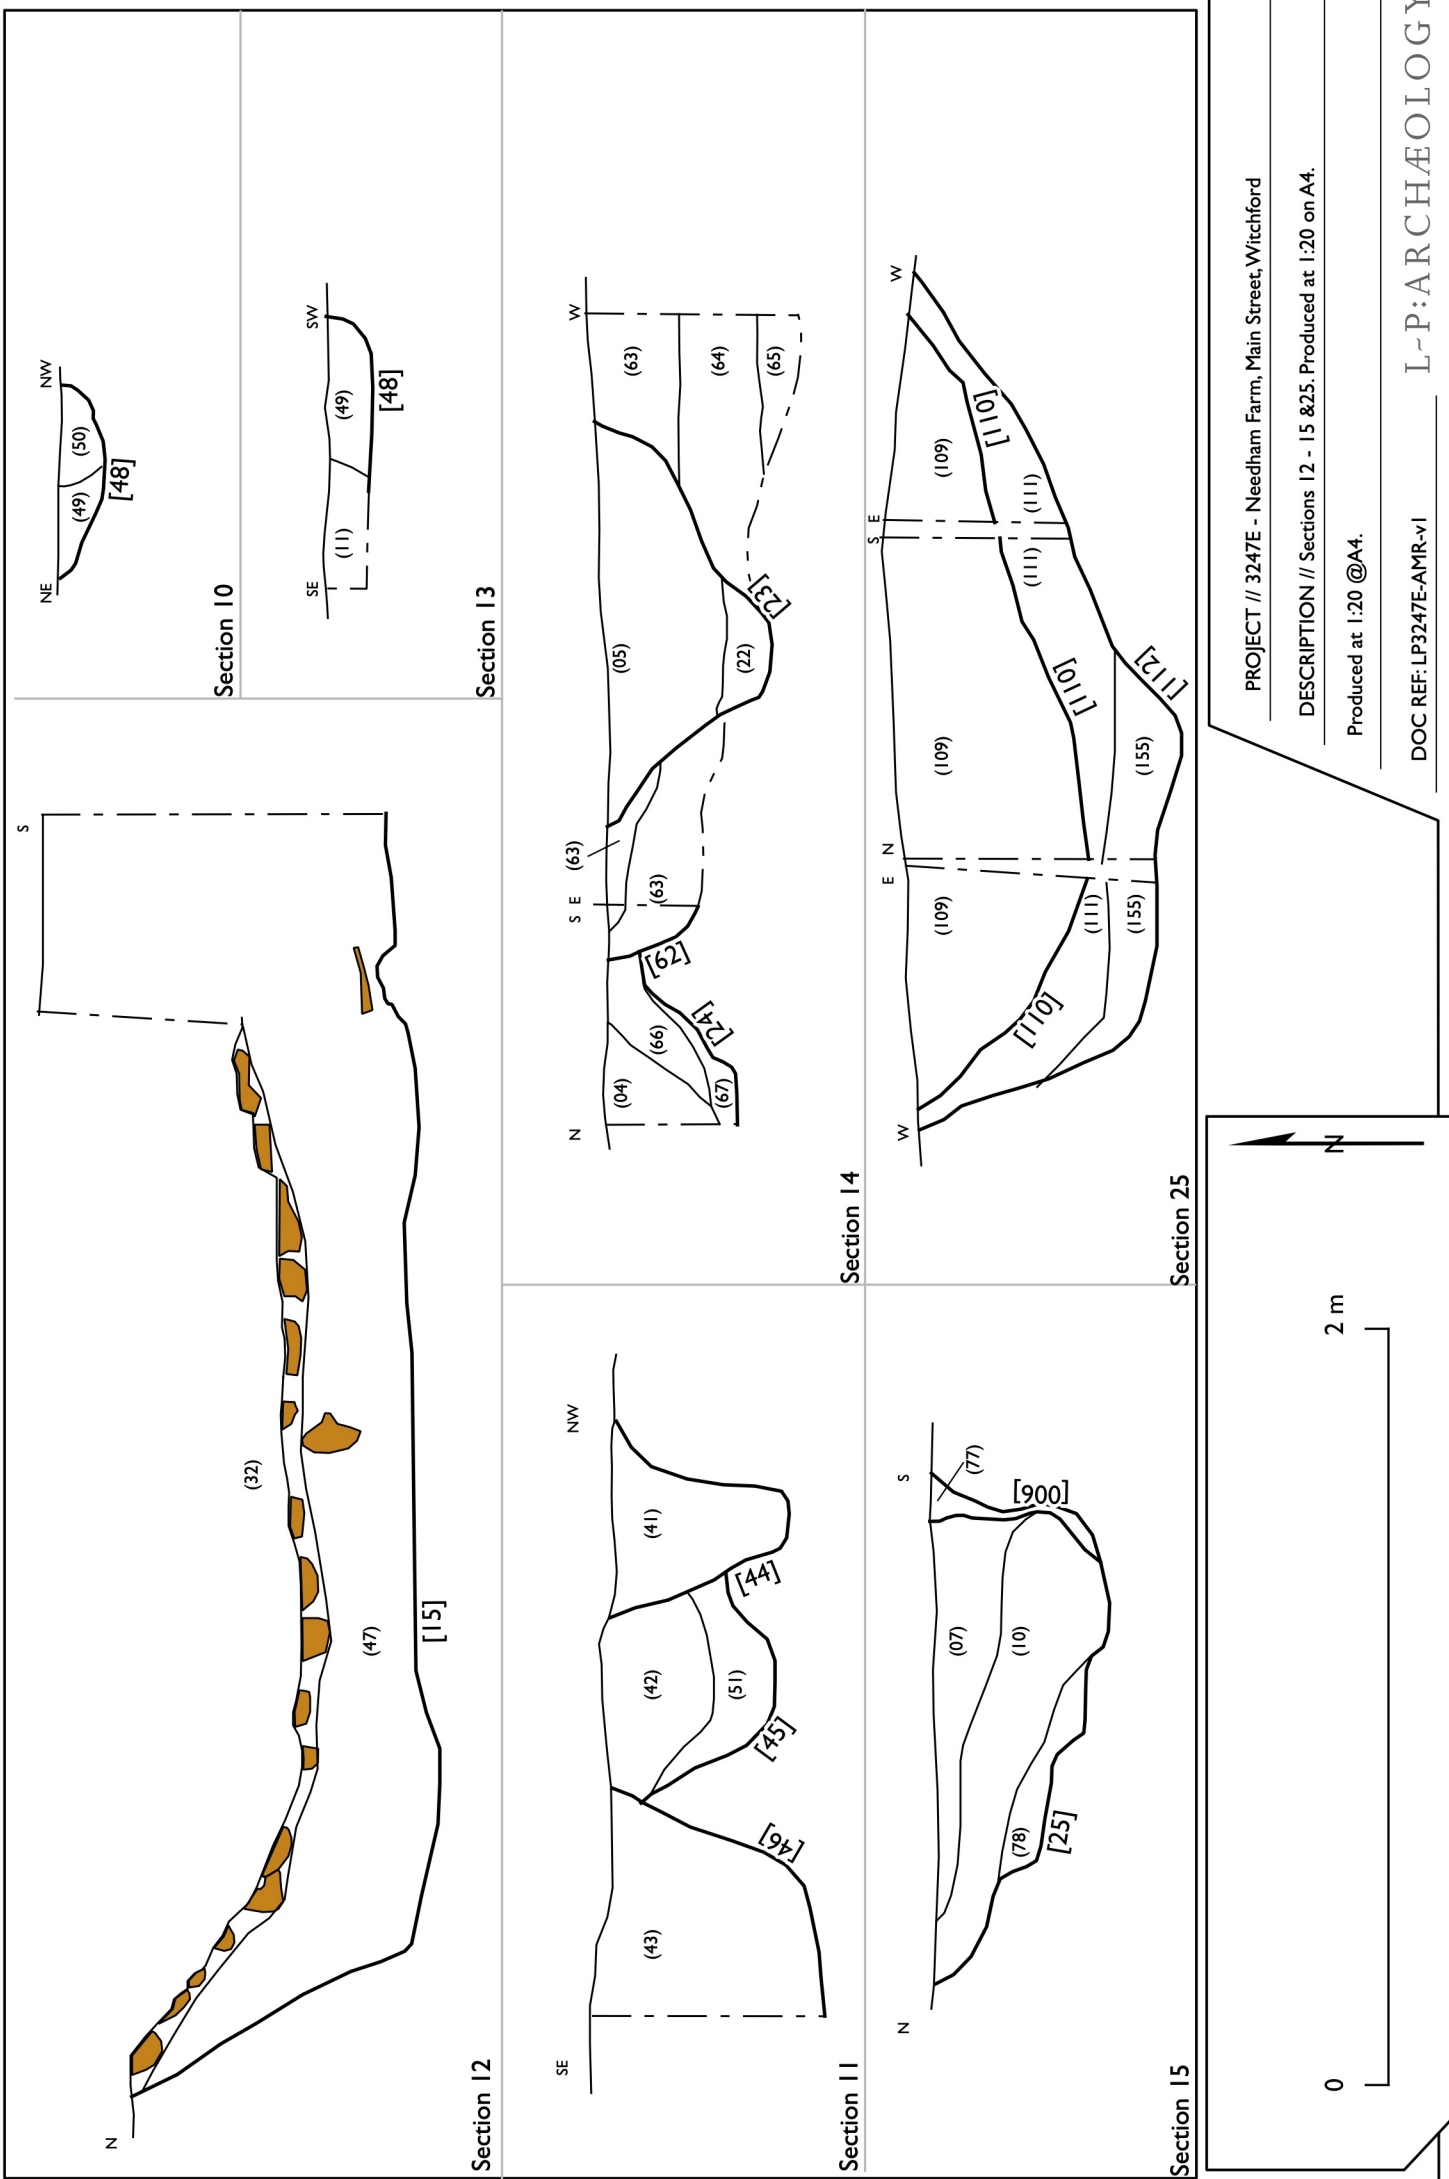 N
S
(32)
(47)
[15]
Section 12
NE
NW
(49)
(50)
[48]
Section 10
SE
SW
(11)
(49)
[48]
Section 13
SE
NW
(43)
(42)
(41)
(51)
[46]
[45]
[44]
Section 11
N
S E
W
(04)
(66)
(67)
[24]
[62]
(63)
(63)
(05)
(22)
[23]
(63)
(64)
(65)
Section 14
N
S
(07)
(77)
(10)
(78)
[900]
[25]
Section 15
W
E N
S E
W
(109)
(109)
(109)
[110]
[110]
[110]
(111)
(111)
(111)
(155)
(155)
[112]
Section 25
0
2 m
N
PROJECT // 3247E - Needham Farm, Main Street, Witchford
DESCRIPTION // Sections 12 - 15 &25. Produced at 1:20 on A4.
Produced at 1:20 @A4.
DOC REF: LP3247E-AMR-v1
L~P:ARCHÆOLOGY